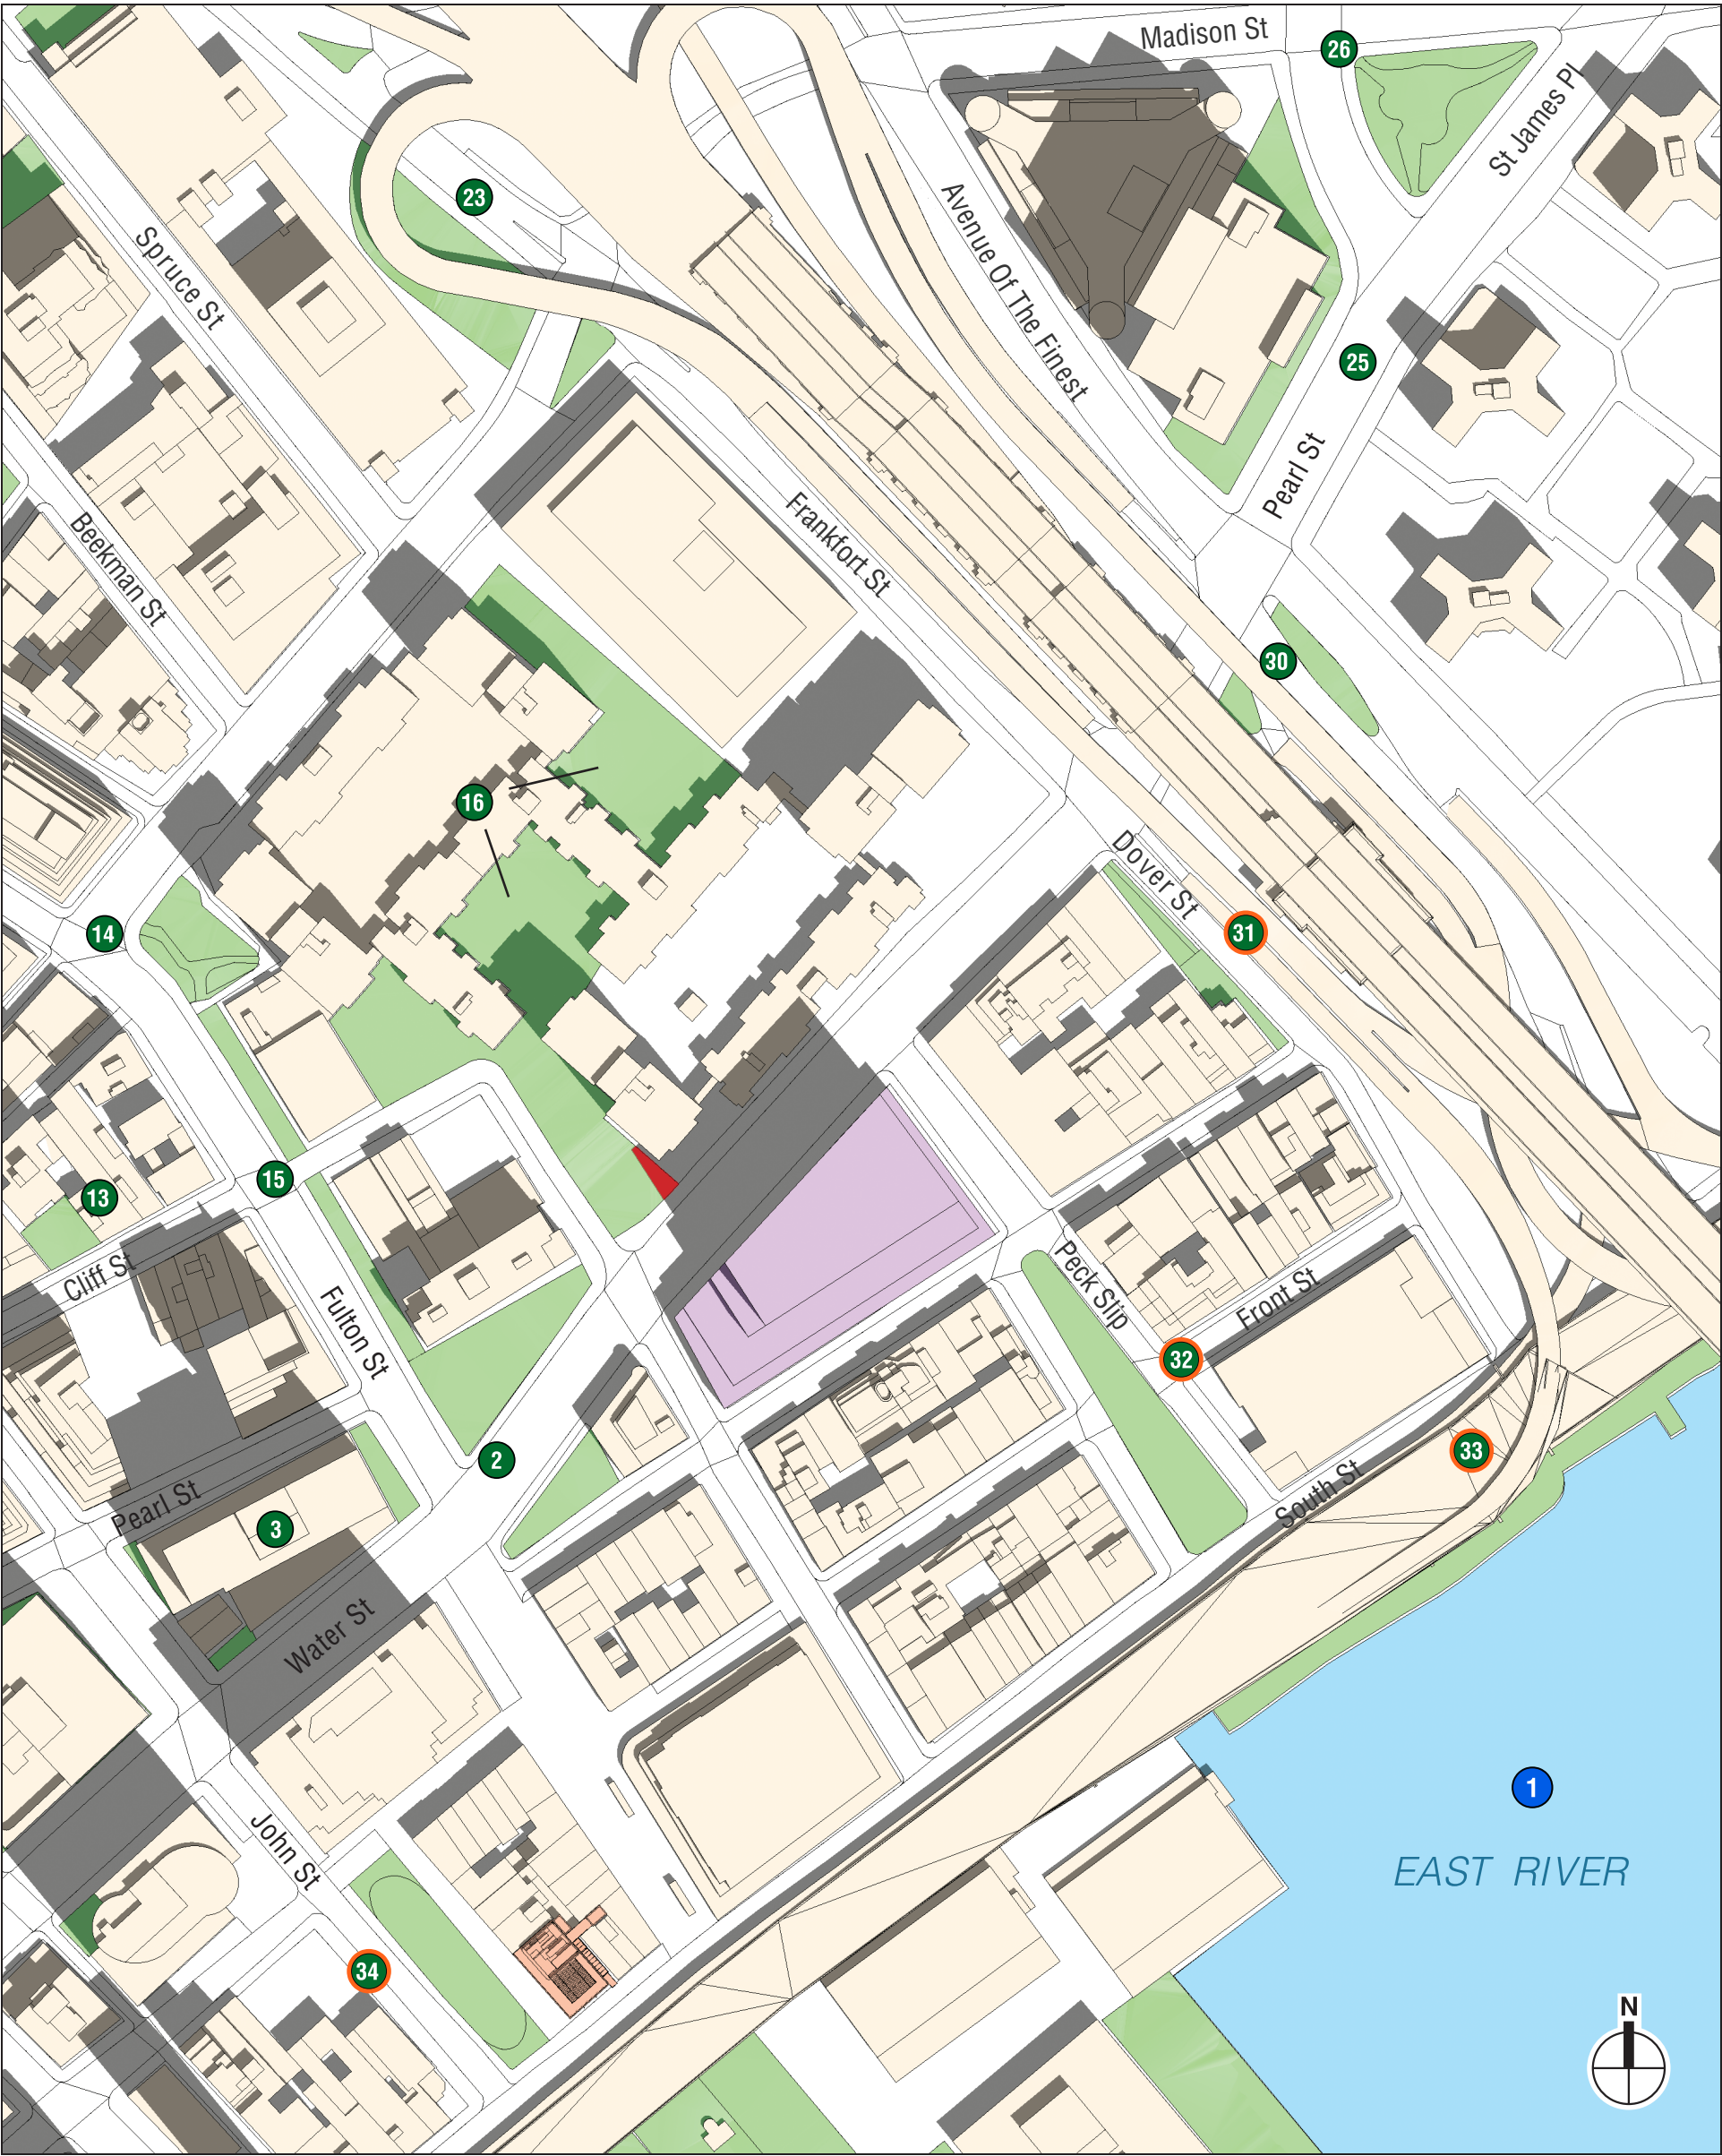 Madison St
26
St James Pl
23
Spruce St
Avenue Of The Finest
25
Pearl St
Beekman St
Frankfort St
30
16
Dover St
31
14
15
13
Cliff St
Peck Slip
Front St
Fulton St
32
2
33
Pearl St
South St
3
Water St
1
John St
EAST RIVER
34
N